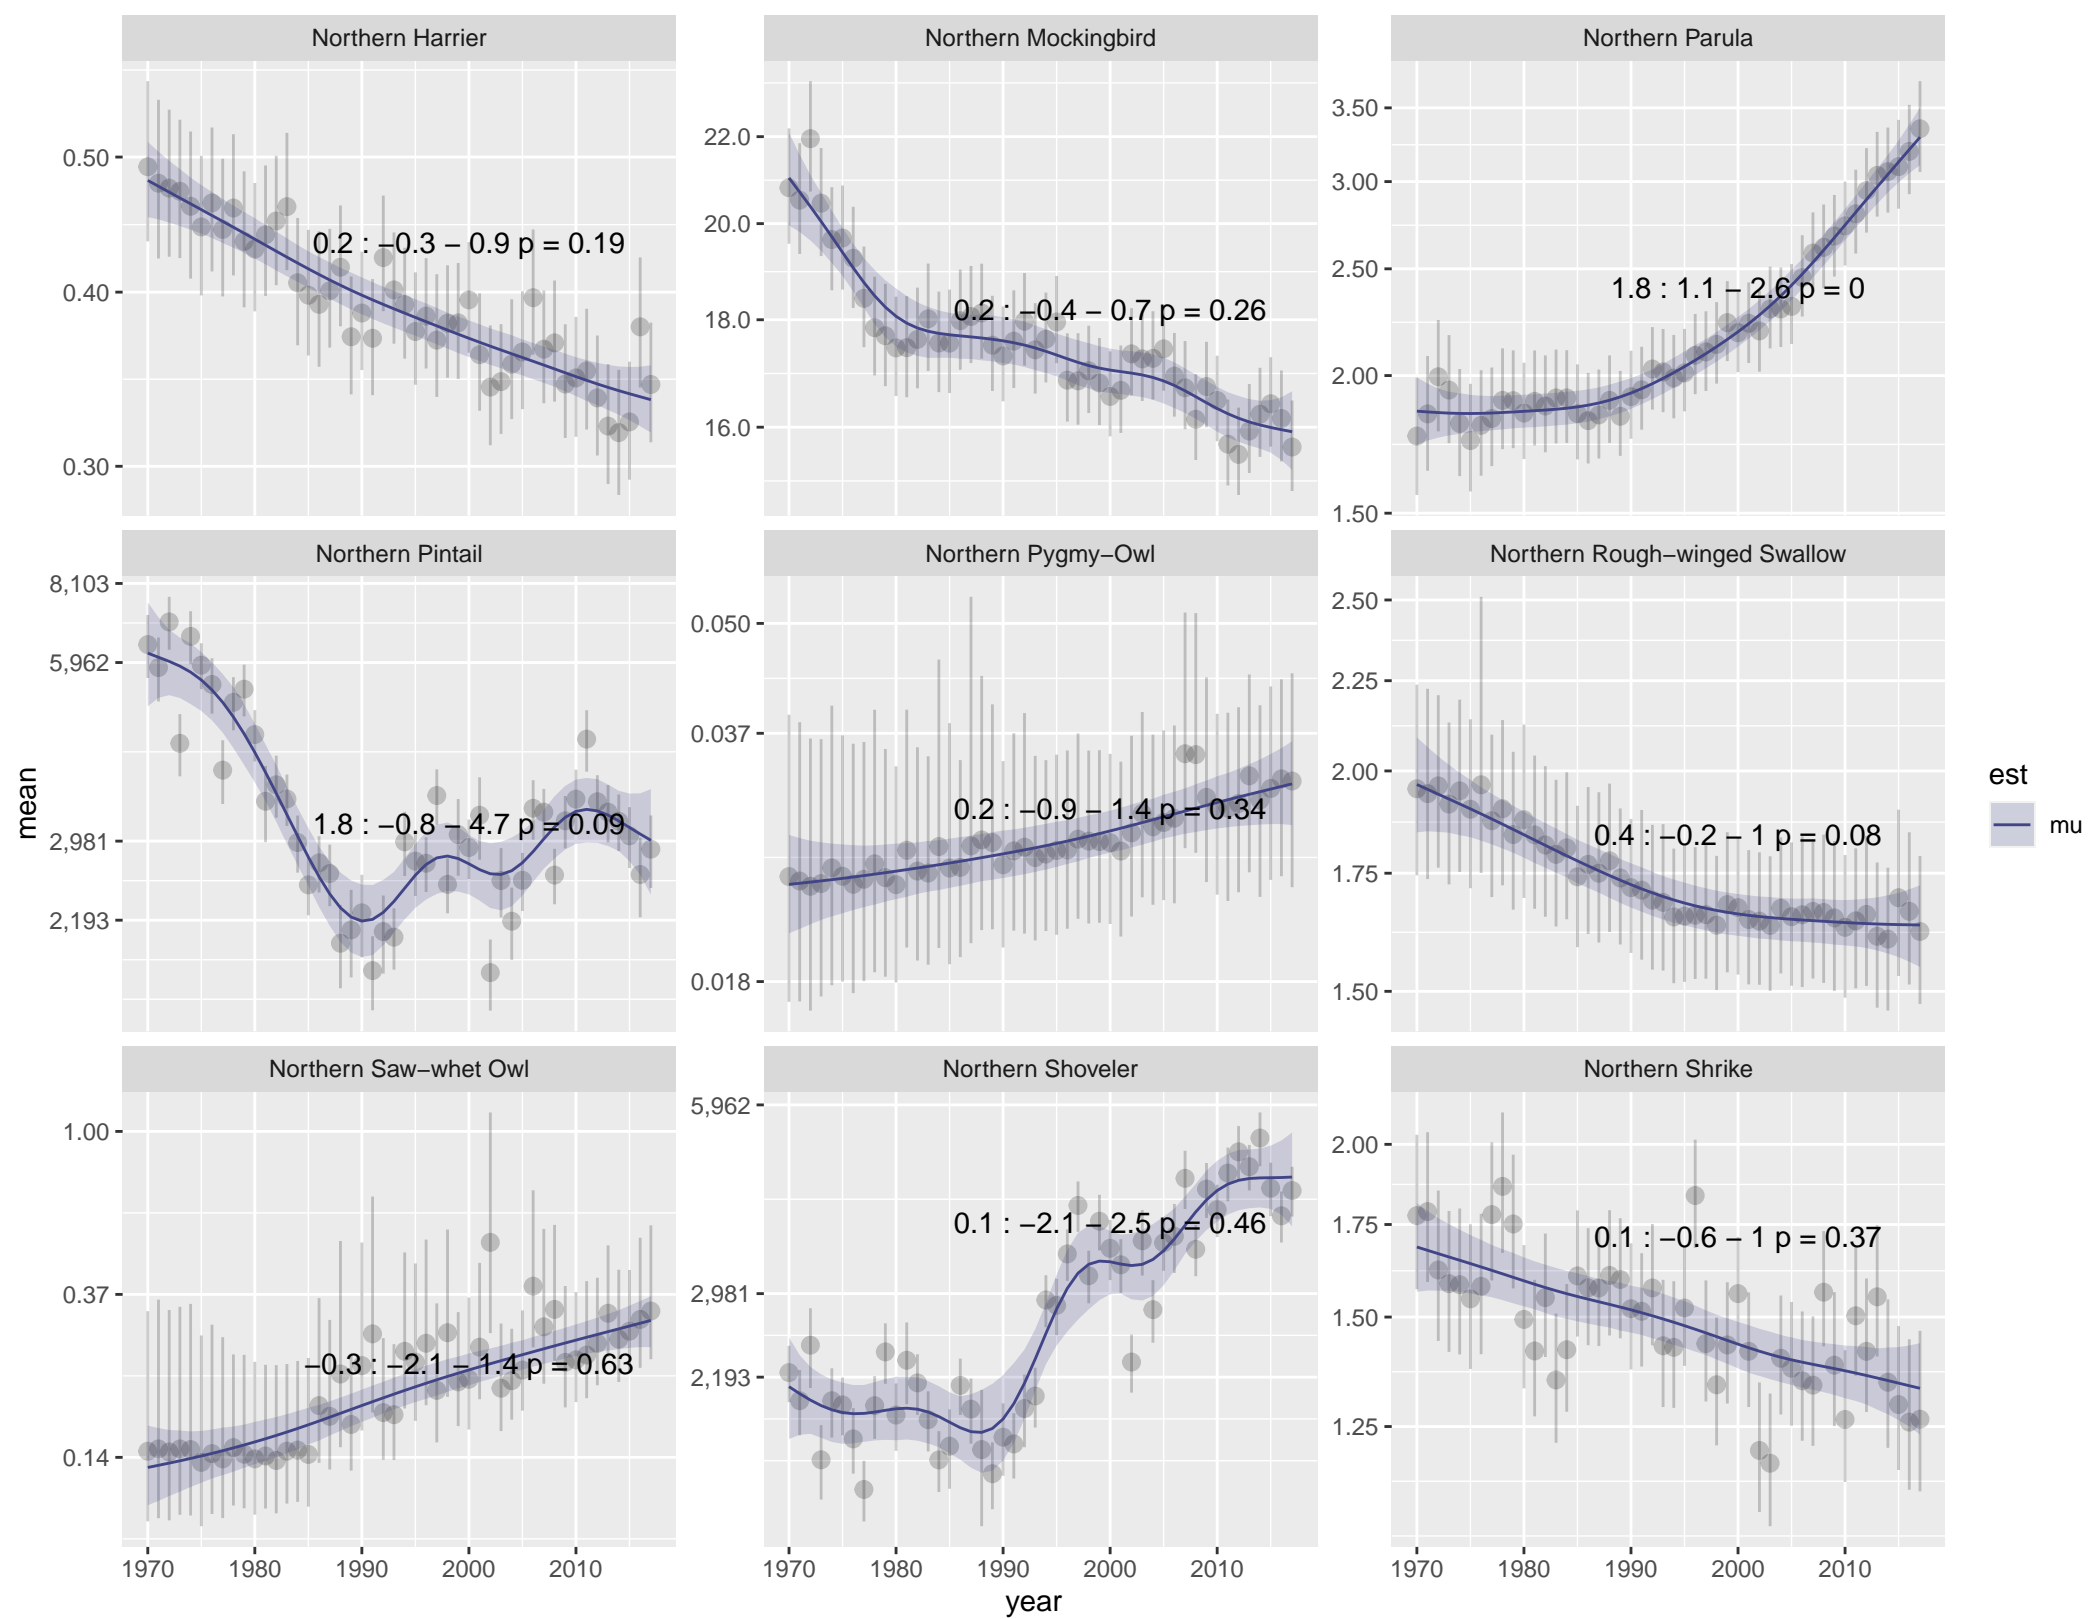 Northern Harrier
Northern Mockingbird
Northern Parula
0.50
0.40
0.30
0.2 : −0.3 − 0.9 p = 0.19
22.0
20.0
18.0
16.0
0.2 : −0.4 − 0.7 p = 0.26
3.50
3.00
2.50
2.00
1.50
1.8 : 1.1 − 2.6 p = 0
Northern Pintail
Northern Pygmy−Owl
Northern Rough−winged Swallow
8,103
5,962
2,981
2,193
1.8 : −0.8 − 4.7 p = 0.09
0.050
0.037
0.018
0.2 : −0.9 − 1.4 p = 0.34
2.50
2.25
2.00
1.75
1.50
0.4 : −0.2 − 1 p = 0.08
mean
est
mu
Northern Saw−whet Owl
Northern Shoveler
Northern Shrike
1.00
0.37
0.14
−0.3 : −2.1 − 1.4 p = 0.63
5,962
2,981
2,193
0.1 : −2.1 − 2.5 p = 0.46
2.00
1.75
1.50
1.25
0.1 : −0.6 − 1 p = 0.37
1970 1980 1990 2000 2010
1970 1980 1990 2000 2010
1970 1980 1990 2000 2010
year